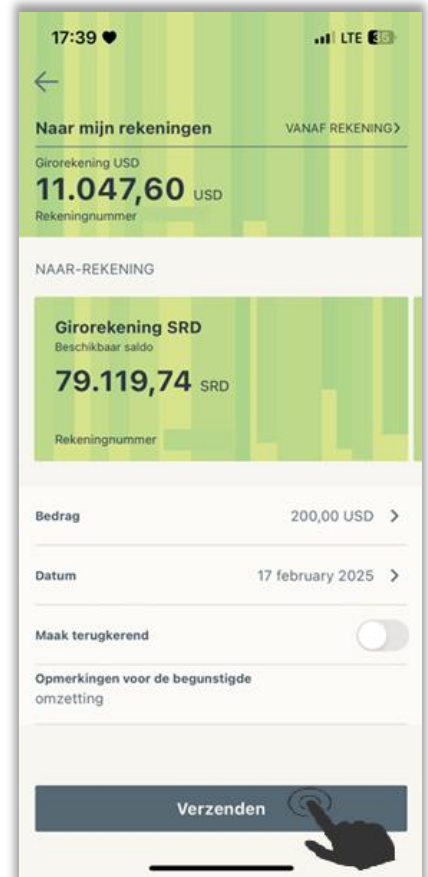 17:39
LTE 35
Naar mijn rekeningen VANAF REKENING>
Girorekening USD
11.047,60 USD
Rekeningnummer
NAAR-REKENING
Girorekening SRD
Beschikbaar saldo
79.119,74 SRD
Rekeningnummer
Bedrag 200,00 USD >
Datum 17 february 2025 >
Maak terugkerend
Opmerkingen voor de begunstigde
omzetting
Verzenden